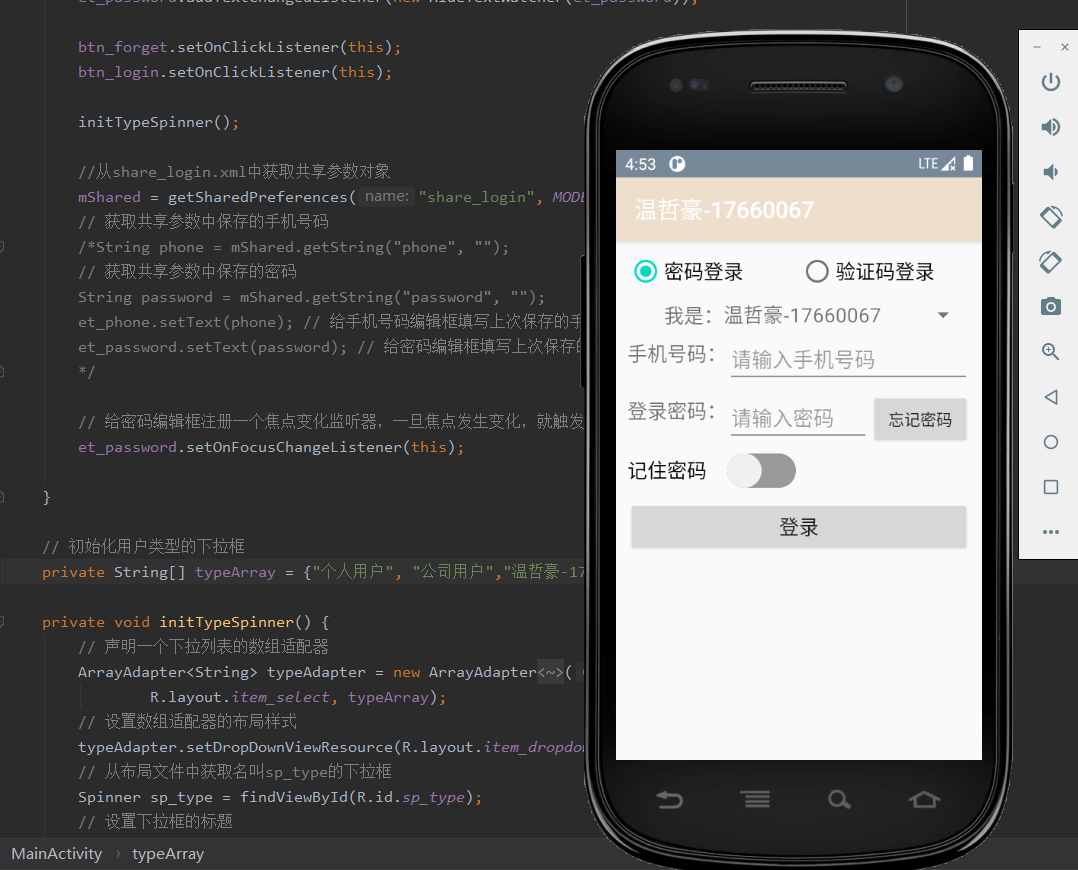 et_password.addTextChangedListener(new HideTextWatcher(et_password));
btn_forget.setOnClickListener(this);
btn_login.setOnClickListener(this);
initTypeSpinner();
//从share_login.xml中获取共享参数对象
mShared = getSharedPreferences( name: "share_login", MODE
// 获取共享参数中保存的手机号码
/*String phone = mShared.getString("phone", "");
// 获取共享参数中保存的密码
String password = mShared.getString("password", "");
et_phone.setText(phone); // 给手机号码编辑框填写上次保存的手
et_password.setText(password); // 给密码编辑框填写上次保存的
*/
// 给密码编辑框注册一个焦点变化监听器，一旦焦点发生变化，就触发
et_password.setOnFocusChangeListener(this);
}
// 初始化用户类型的下拉框
private String[] typeArray = {"个人用户", "公司用户","温哲豪-17
private void initTypeSpinner() {
// 声明一个下拉列表的数组适配器
ArrayAdapter<String> typeAdapter = new ArrayAdapter<~>(
R.layout.item_select, typeArray);
// 设置数组适配器的布局样式
typeAdapter.setDropDownViewResource(R.layout.item_dropdow
// 从布局文件中获取名叫sp_type的下拉框
Spinner sp_type = findViewById(R.id.sp_type);
// 设置下拉框的标题
MainActivity › typeArray
4:53 LTE
温哲豪-17660067
密码登录 验证码登录
我是: 温哲豪-17660067
手机号码: 请输入手机号码
登录密码: 请输入密码 忘记密码
记住密码
登录